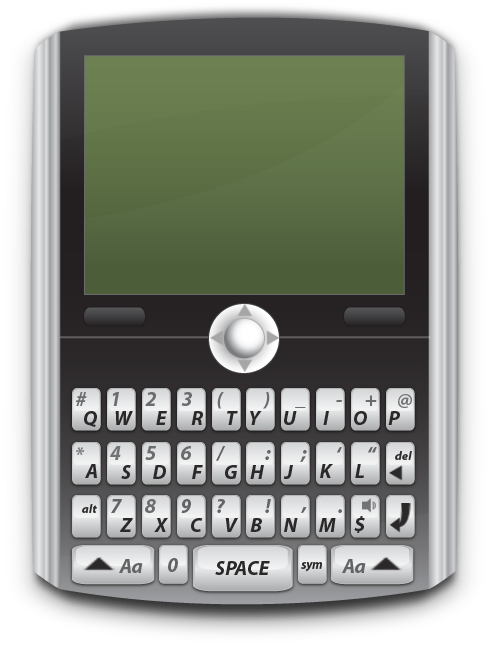 # Q 1 W 2 E 3 R ( T ) Y _ U - I + O @ P
* A 4 S 5 D 6 F / G : H ; J ‘ K “ L del
alt 7 Z 8 X 9 C ? V ! B , N . M $
Aa 0 SPACE sym Aa